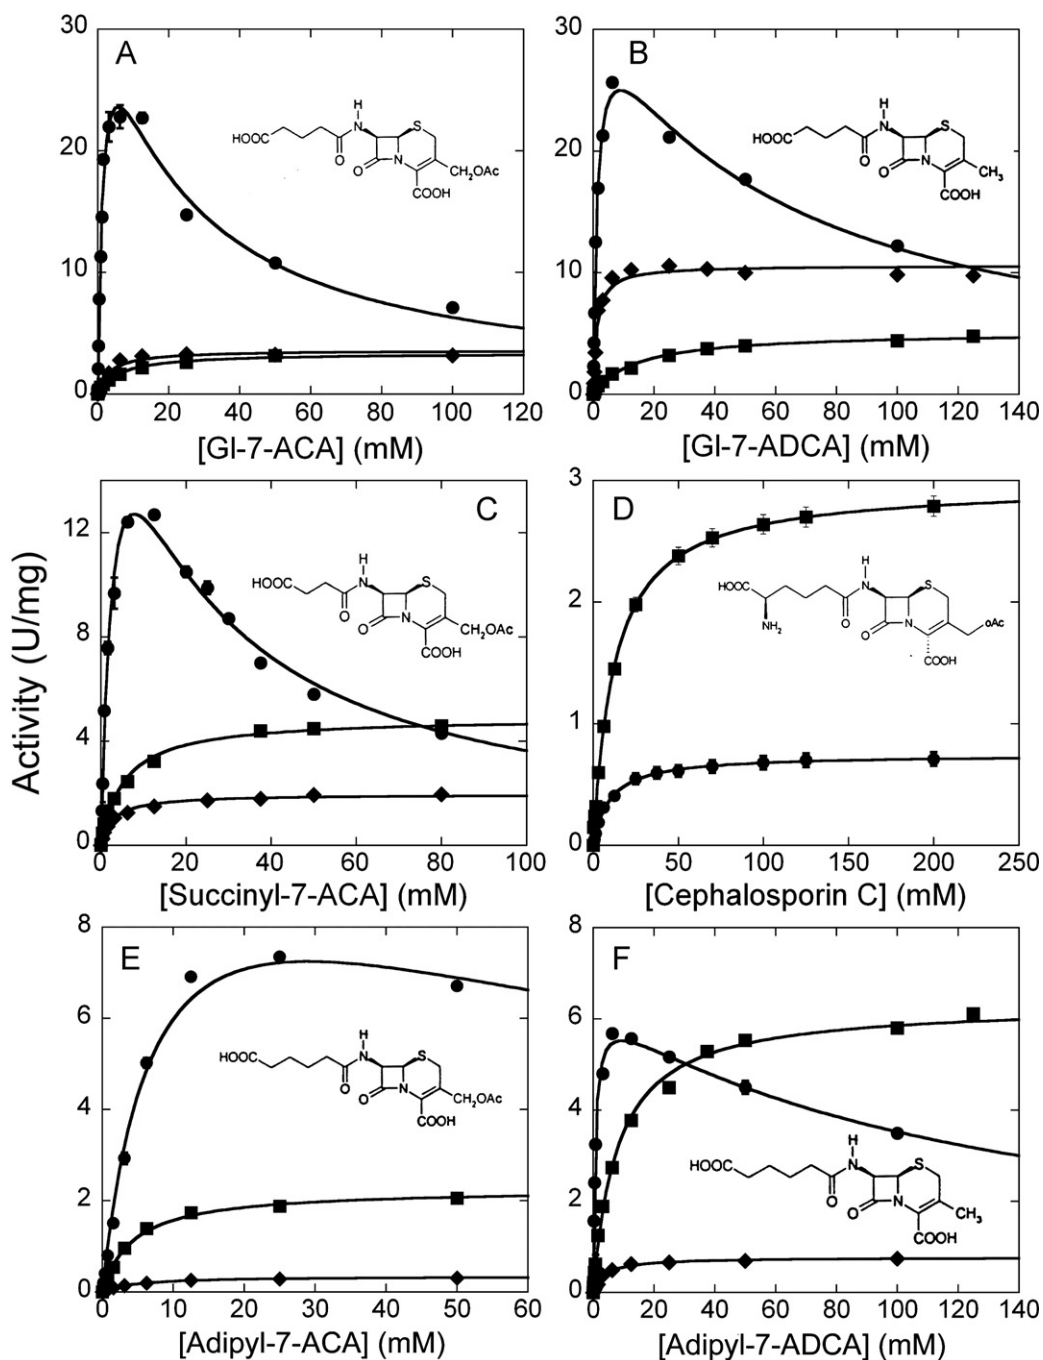 Activity (U/mg)
A
30
20
10
0
0 20 40 60 80 100 120
[Gl-7-ACA] (mM)
HOOC
O
H
N
O
N
S
CH₂OAc
COOH
B
30
20
10
0
0 20 40 60 80 100 120 140
[Gl-7-ADCA] (mM)
HOOC
O
H
N
O
N
S
CH₃
COOH
C
12
8
4
0
0 20 40 60 80 100
[Succinyl-7-ACA] (mM)
HOOC
O
H
N
O
N
S
CH₂OAc
COOH
D
3
2
1
0
0 50 100 150 200 250
[Cephalosporin C] (mM)
HOOC
NH₂
O
H
N
O
N
S
OAc
COOH
E
8
6
4
2
0
0 10 20 30 40 50 60
[Adipyl-7-ACA] (mM)
HOOC
O
H
N
O
N
S
CH₂OAc
COOH
F
8
6
4
2
0
0 20 40 60 80 100 120 140
[Adipyl-7-ADCA] (mM)
HOOC
O
H
N
O
N
S
CH₃
COOH